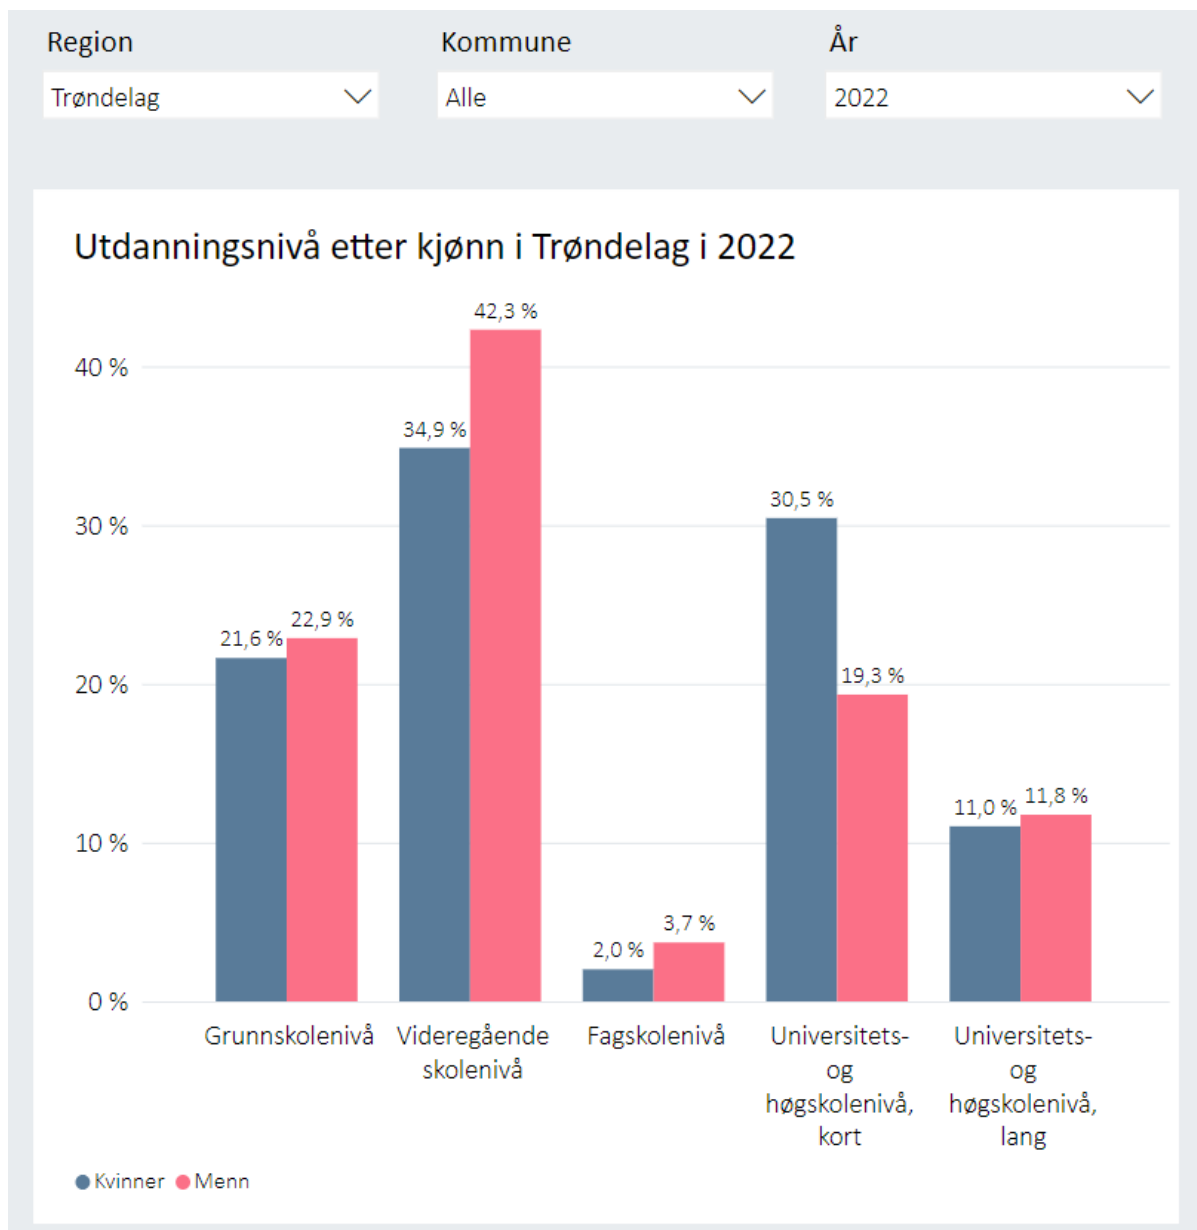 Region
Kommune
År
Trøndelag
Alle
2022
Utdanningsnivå etter kjønn i Trøndelag i 2022
42,3 %
40 %
34,9 %
30,5 %
30 %
22,9 %
21,6 %
20 %
19,3 %
11,0 %
11,8 %
10 %
3,7 %
2,0 %
0 %
Grunnskolenivå
Videregående
skolenivå
Fagskolenivå
Universitets-
og
høgskolenivå,
kort
Universitets-
og
høgskolenivå,
lang
Kvinner
Menn